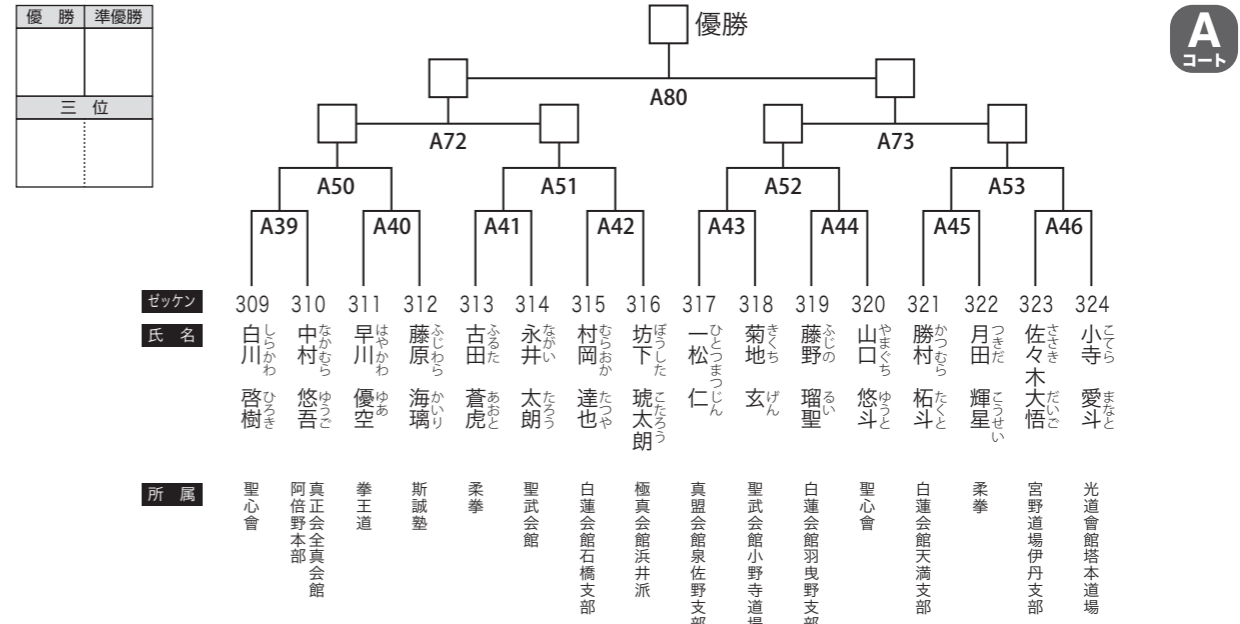 優 勝 準優勝
三 位
優勝
A
コート
A80
A72 A73
A50 A51 A52 A53
A39 A40 A41 A42 A43 A44 A45 A46
ゼッケン 309 310 311 312 313 314 315 316 317 318 319 320 321 322 323 324
氏 名
白川 啓樹 しらかわ ひろき
中村 悠吾 なかむら ゆうご
早川 優空 はやかわ ゆあ
藤原 海璃 ふじわら かいり
古田 蒼虎 ふるた あおと
永井 太朗 ながい たろう
村岡 達也 むらおか たつや
坊下 琥太朗 ぼうした こたろう
一松 仁 ひとつまつ じん
菊地 玄 きくち げん
藤野 瑠聖 ふじの るい
山口 悠斗 やまぐち ゆうと
勝村 柘斗 かつむら たくと
月田 輝星 つきだ こうせい
佐々木 大悟 ささき だいご
小寺 愛斗 こてら まなと
所 属
聖心會
真正会全真会館
阿倍野本部
拳王道
斯誠塾
柔拳
聖武会館
白蓮会館石橋支部
極真会館浜井派
真盟会館泉佐野支部
聖武会館小野寺道場
白蓮会館羽曳野支部
聖心會
白蓮会館天満支部
柔拳
宮野道場伊丹支部
光道會館塔本道場